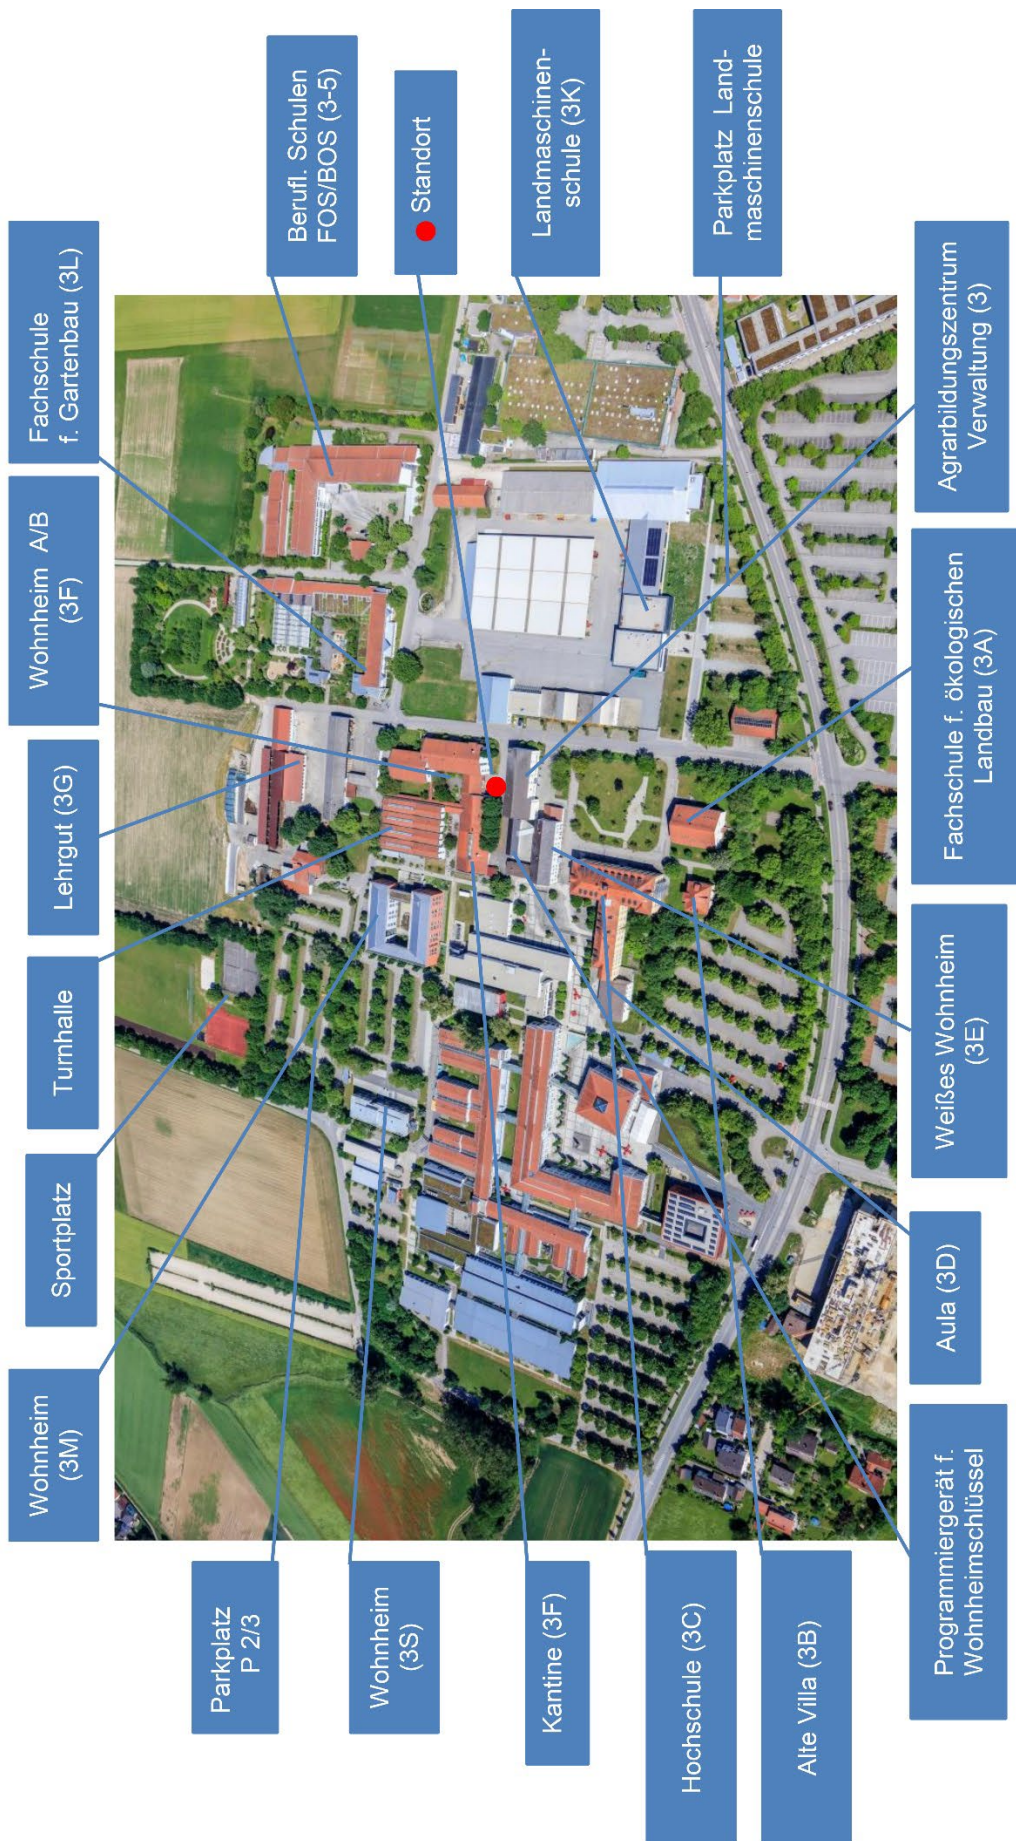 Wohnheim
(3M)
Sportplatz
Turnhalle
Lehrgut (3G)
Wohnheim A/B
(3F)
Fachschule
f. Gartenbau (3L)
Parkplatz
P 2/3
Wohnheim
(3S)
Kantine (3F)
Hochschule (3C)
Alte Villa (3B)
Berufl. Schulen
FOS/BOS (3-5)
Standort
Landmaschinen-
schule (3K)
Parkplatz Land-
maschinenschule
Programmiergerät f.
Wohnheimschlüssel
Aula (3D)
Weißes Wohnheim
(3E)
Fachschule f. ökologischen
Landbau (3A)
Agrarbildungszentrum
Verwaltung (3)